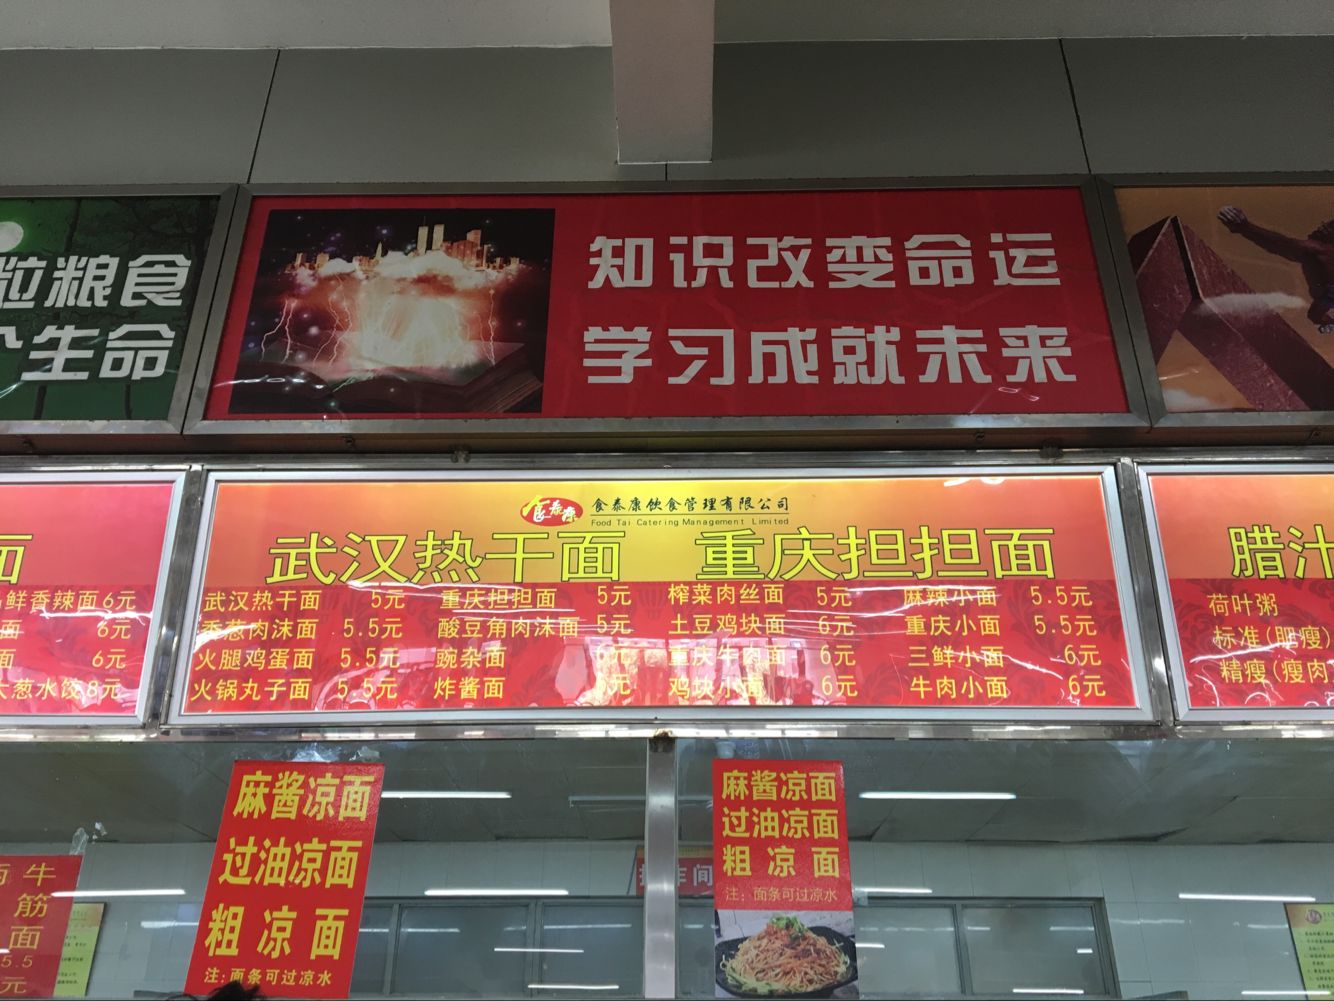 粒粮食
个生命
知识改变命运
学习成就未来
食泰康
食泰康饮食管理有限公司
Food Tai Catering Management Limited
面
鲜香辣面6元
面 6元
面 6元
大葱水饺8元
武汉热干面 重庆担担面
武汉热干面 5元 重庆担担面 5元 榨菜肉丝面 5元 麻辣小面 5.5元
香葱肉沫面 5.5元 酸豆角肉沫面 5元 土豆鸡块面 6元 重庆小面 5.5元
火腿鸡蛋面 5.5元 豌杂面 6元 重庆牛肉面 6元 三鲜小面 6元
火锅丸子面 5.5元 炸酱面 元 鸡块小面 6元 牛肉小面 6元
腊汁
荷叶粥
标准(肥瘦)
精瘦(瘦肉
麻酱凉面
过油凉面
粗凉面
注：面条可过凉水
麻酱凉面
过油凉面
粗凉面
注：面条可过凉水
牛
筋
面
5.5
元
车间